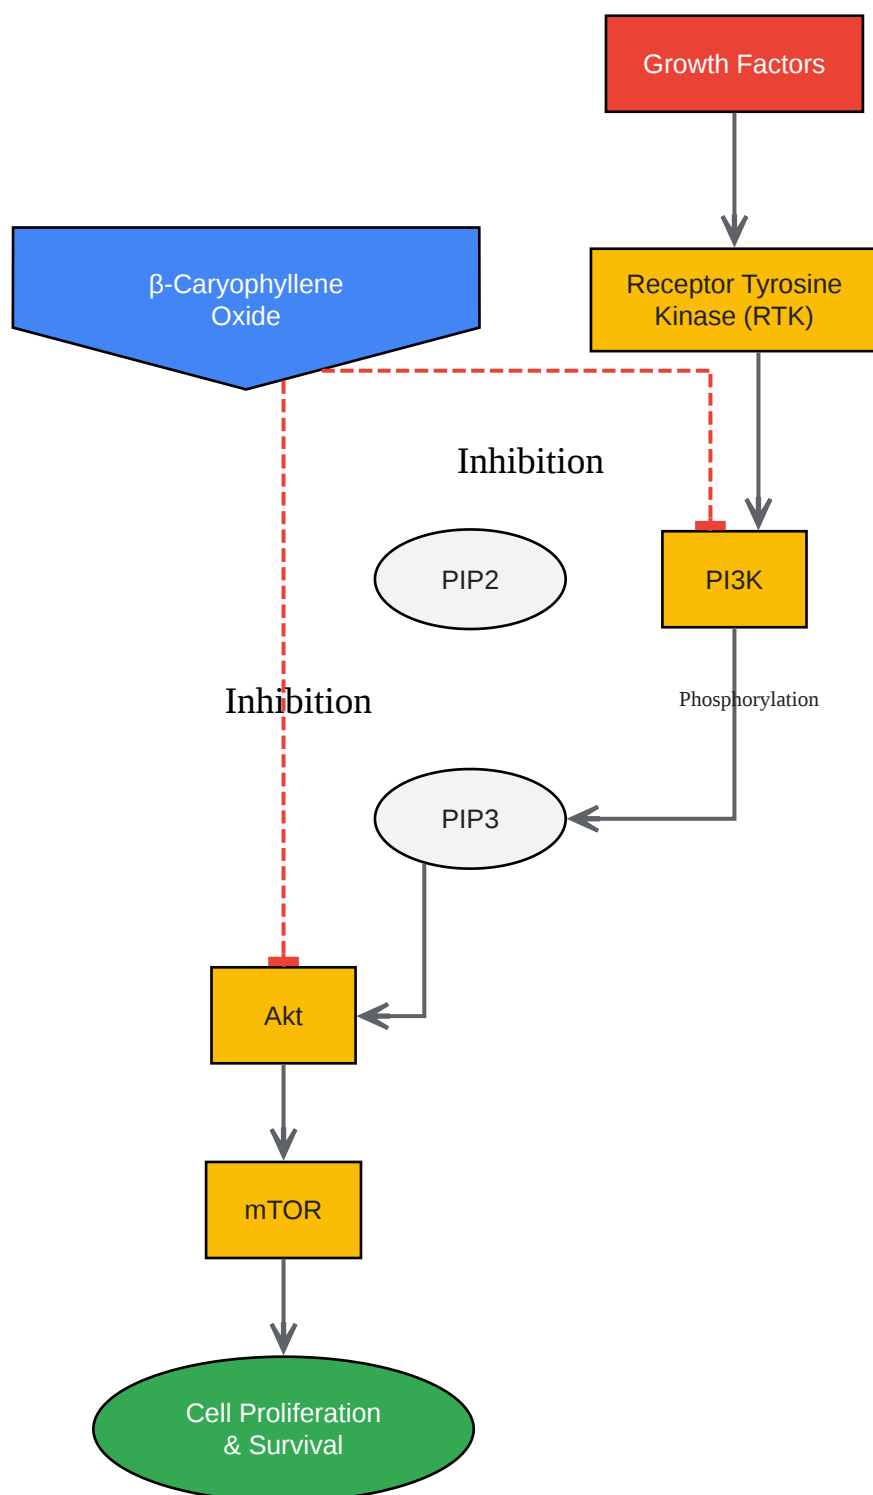 Growth Factors
β-Caryophyllene
Oxide
Receptor Tyrosine
Kinase (RTK)
Inhibition
PIP2
PI3K
Inhibition
Phosphorylation
PIP3
Akt
mTOR
Cell Proliferation
& Survival